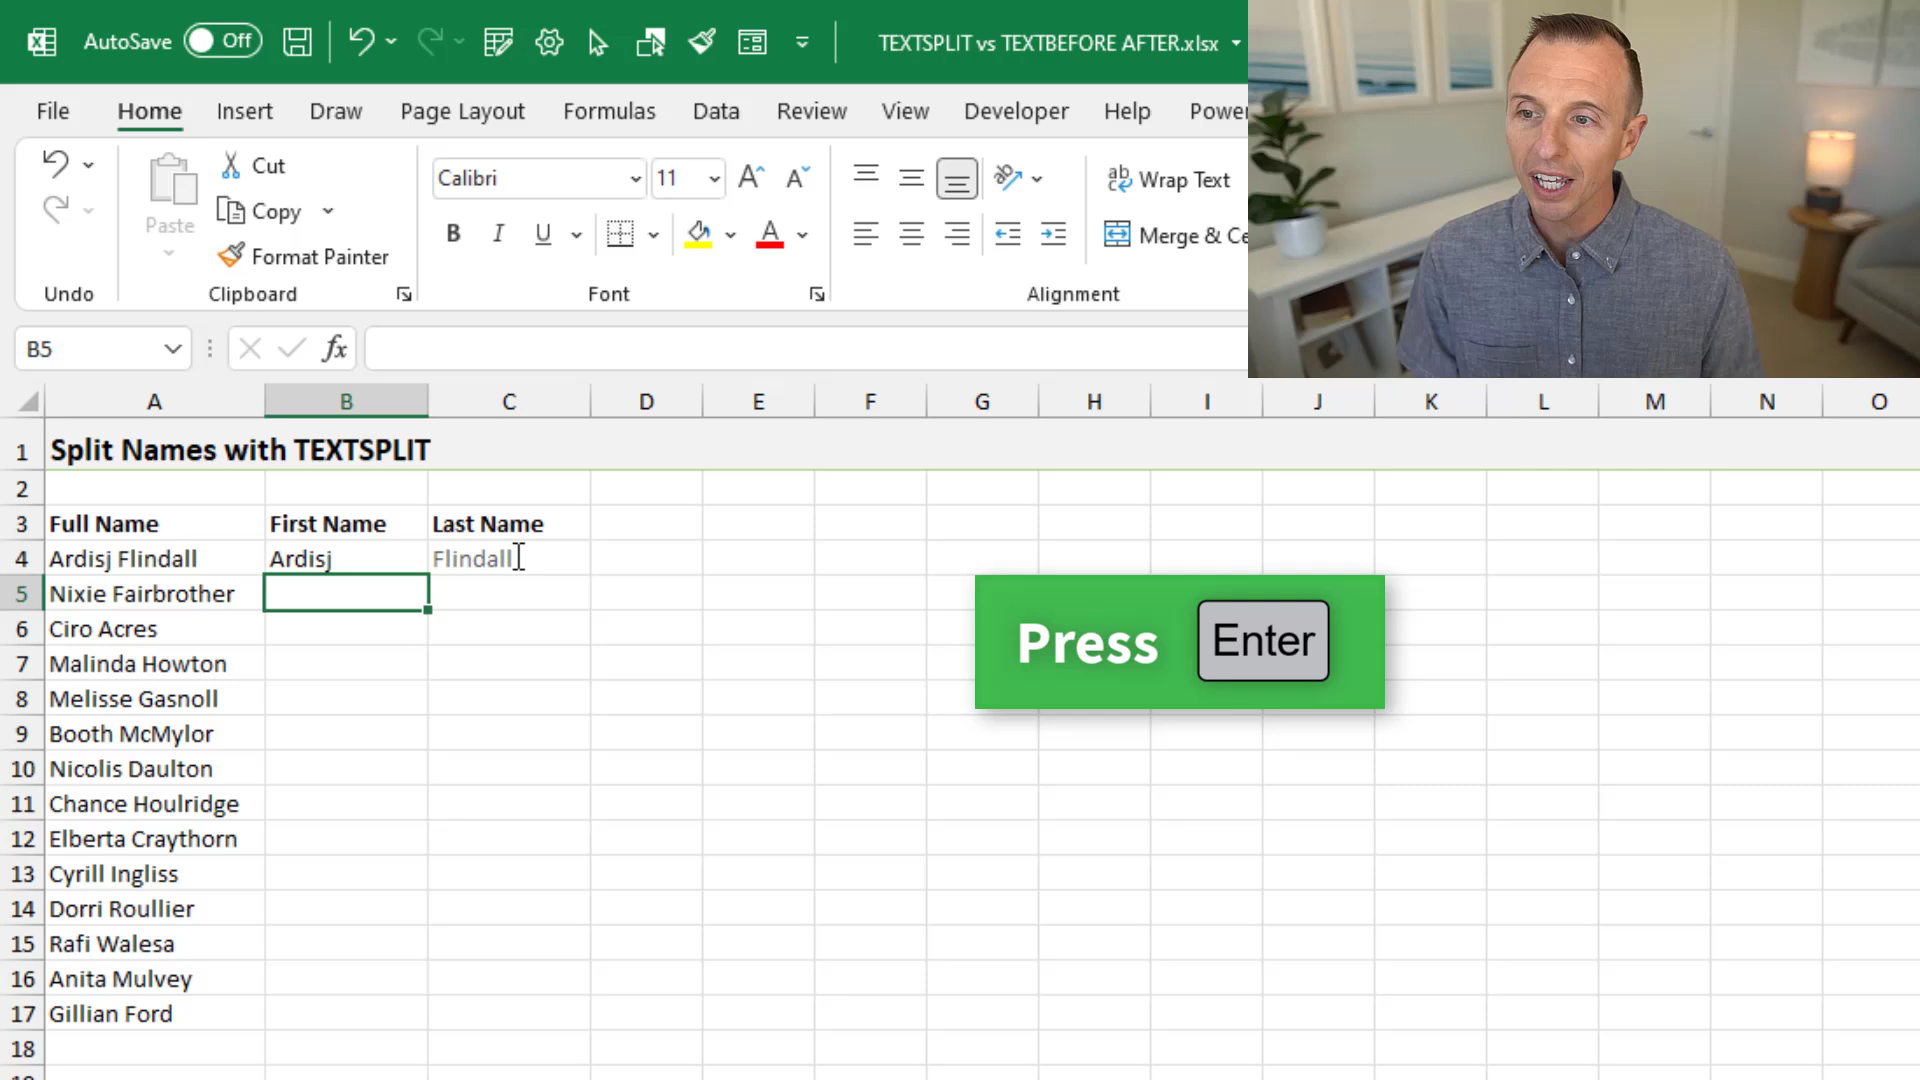 AutoSave Off TEXTSPLIT vs TEXTBEFORE AFTER.xlsx
File Home Insert Draw Page Layout Formulas Data Review View Developer Help Power
Cut Calibri 11 Wrap Text
Paste Copy
Format Painter B I U A Merge & Ce
Undo Clipboard Font Alignment
B5 fx
A B C D E F G H I J K L M N O
1 Split Names with TEXTSPLIT
2
3 Full Name First Name Last Name
4 Ardisj Flindall Ardisj Flindall
5 Nixie Fairbrother
6 Ciro Acres
Press Enter
7 Malinda Howton
8 Melisse Gasnoll
9 Booth McMylor
10 Nicolis Daulton
11 Chance Houlridge
12 Elberta Craythorn
13 Cyrill Ingliss
14 Dorri Roullier
15 Rafi Walesa
16 Anita Mulvey
17 Gillian Ford
18